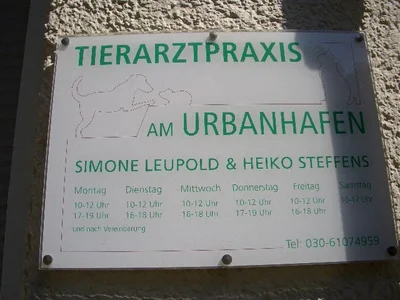 TIERARZTPRAXIS
AM URBANHAFEN
SIMONE LEUPOLD & HEIKO STEFFENS
Montag Dienstag Mittwoch Donnerstag Freitag Samstag
10-12 Uhr 10-12 Uhr 10-12 Uhr 10-12 Uhr 10-12 Uhr Uhr
17-19 Uhr 16-18 Uhr 16-18 Uhr 17-19 Uhr 16-18 Uhr
und nach Vereinbarung
Tel: 030-61074959